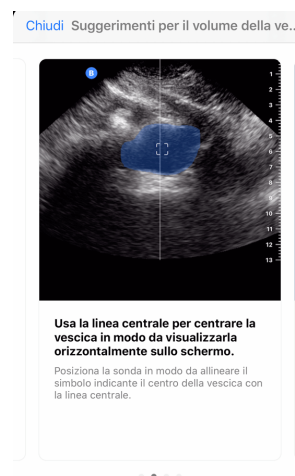 Chiudi Suggerimenti per il volume della ve...
B
1
2
3
4
5
6
7
8
9
10
11
12
13
Usa la linea centrale per centrare la
vescica in modo da visualizzarla
orizzontalmente sullo schermo.
Posiziona la sonda in modo da allineare il
simbolo indicante il centro della vescica con
la linea centrale.